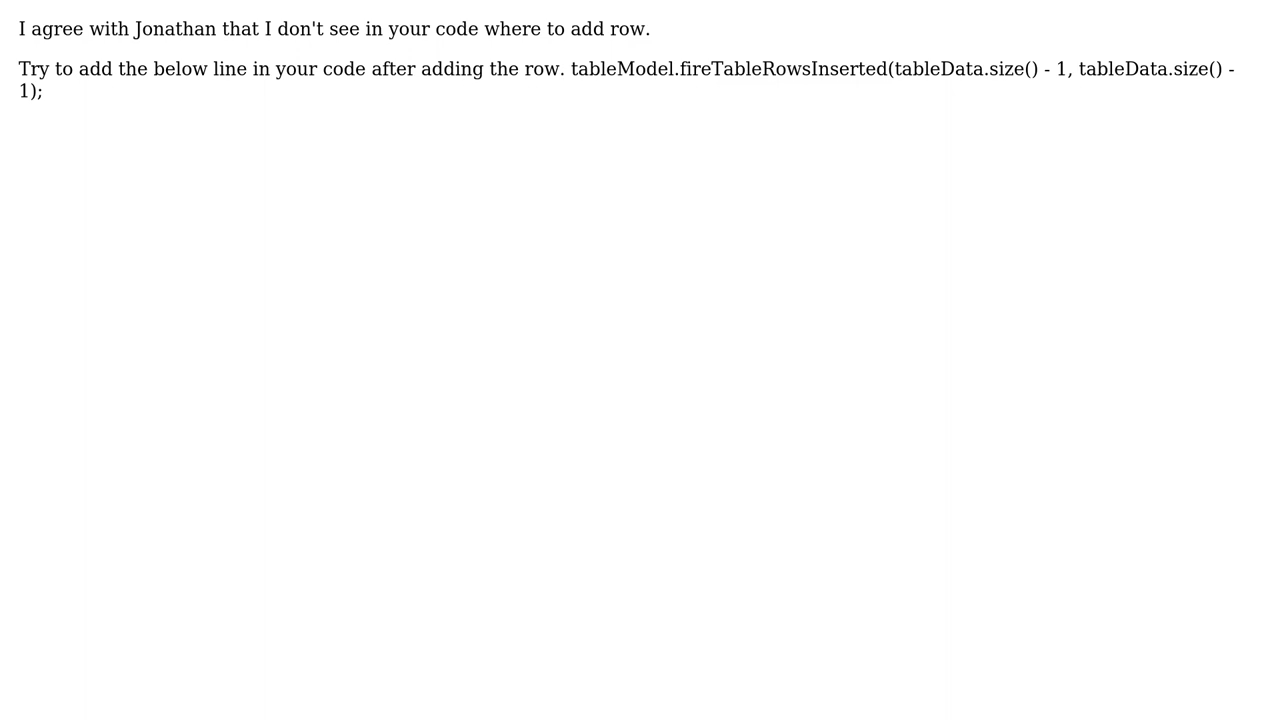 I agree with Jonathan that I don't see in your code where to add row.
Try to add the below line in your code after adding the row. tableModel.fireTableRowsInserted(tableData.size() - 1, tableData.size() -
1);